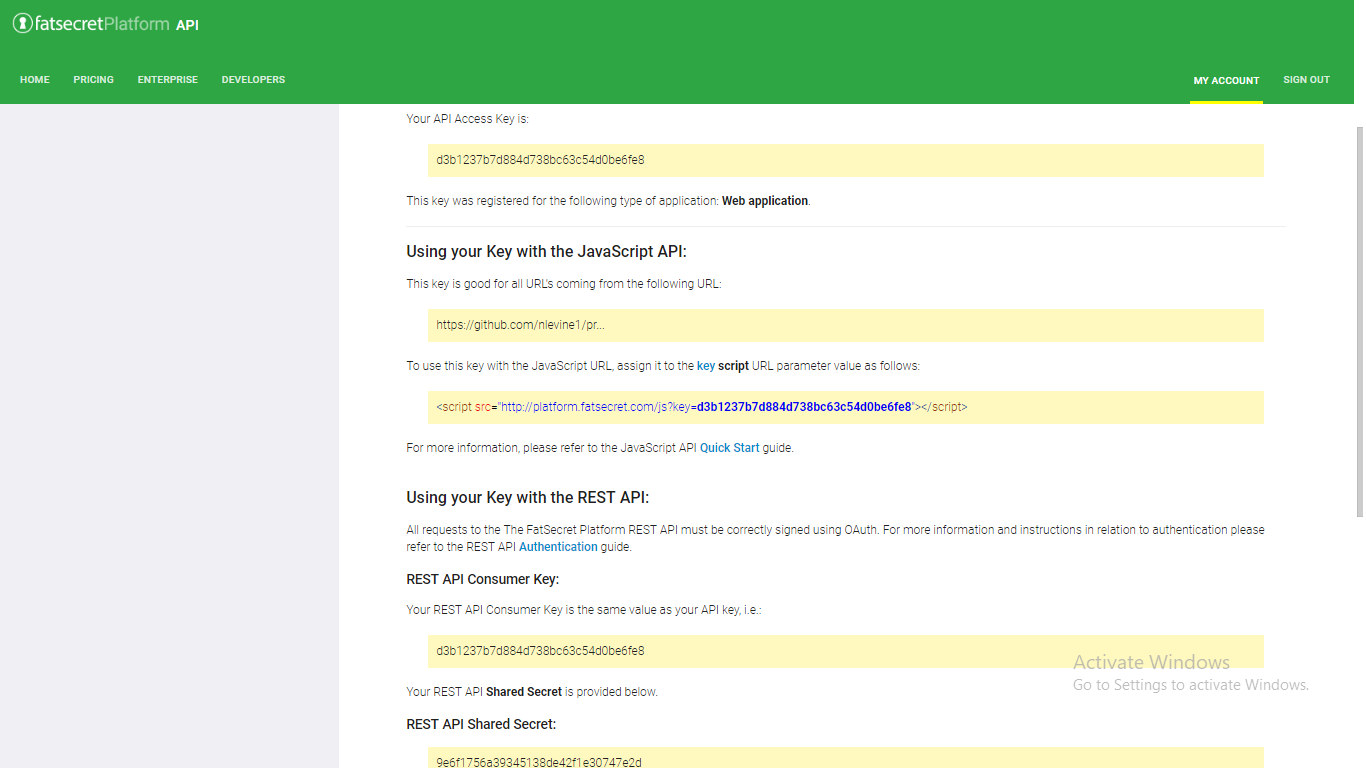 fatsecretPlatform API
HOME PRICING ENTERPRISE DEVELOPERS MY ACCOUNT SIGN OUT
Your API Access Key is:
d3b1237b7d884d738bc63c54d0be6fe8
This key was registered for the following type of application: Web application.
Using your Key with the JavaScript API:
This key is good for all URL's coming from the following URL:
https://github.com/nlevine1/pr...
To use this key with the JavaScript URL, assign it to the key script URL parameter value as follows:
<script src="http://platform.fatsecret.com/js?key=d3b1237b7d884d738bc63c54d0be6fe8"></script>
For more information, please refer to the JavaScript API Quick Start guide.
Using your Key with the REST API:
All requests to the The FatSecret Platform REST API must be correctly signed using OAuth. For more information and instructions in relation to authentication please
refer to the REST API Authentication guide.
REST API Consumer Key:
Your REST API Consumer Key is the same value as your API key, i.e.:
d3b1237b7d884d738bc63c54d0be6fe8
Activate Windows
Go to Settings to activate Windows.
Your REST API Shared Secret is provided below.
REST API Shared Secret:
9e6f1756a39345138de42f1e30747e2d